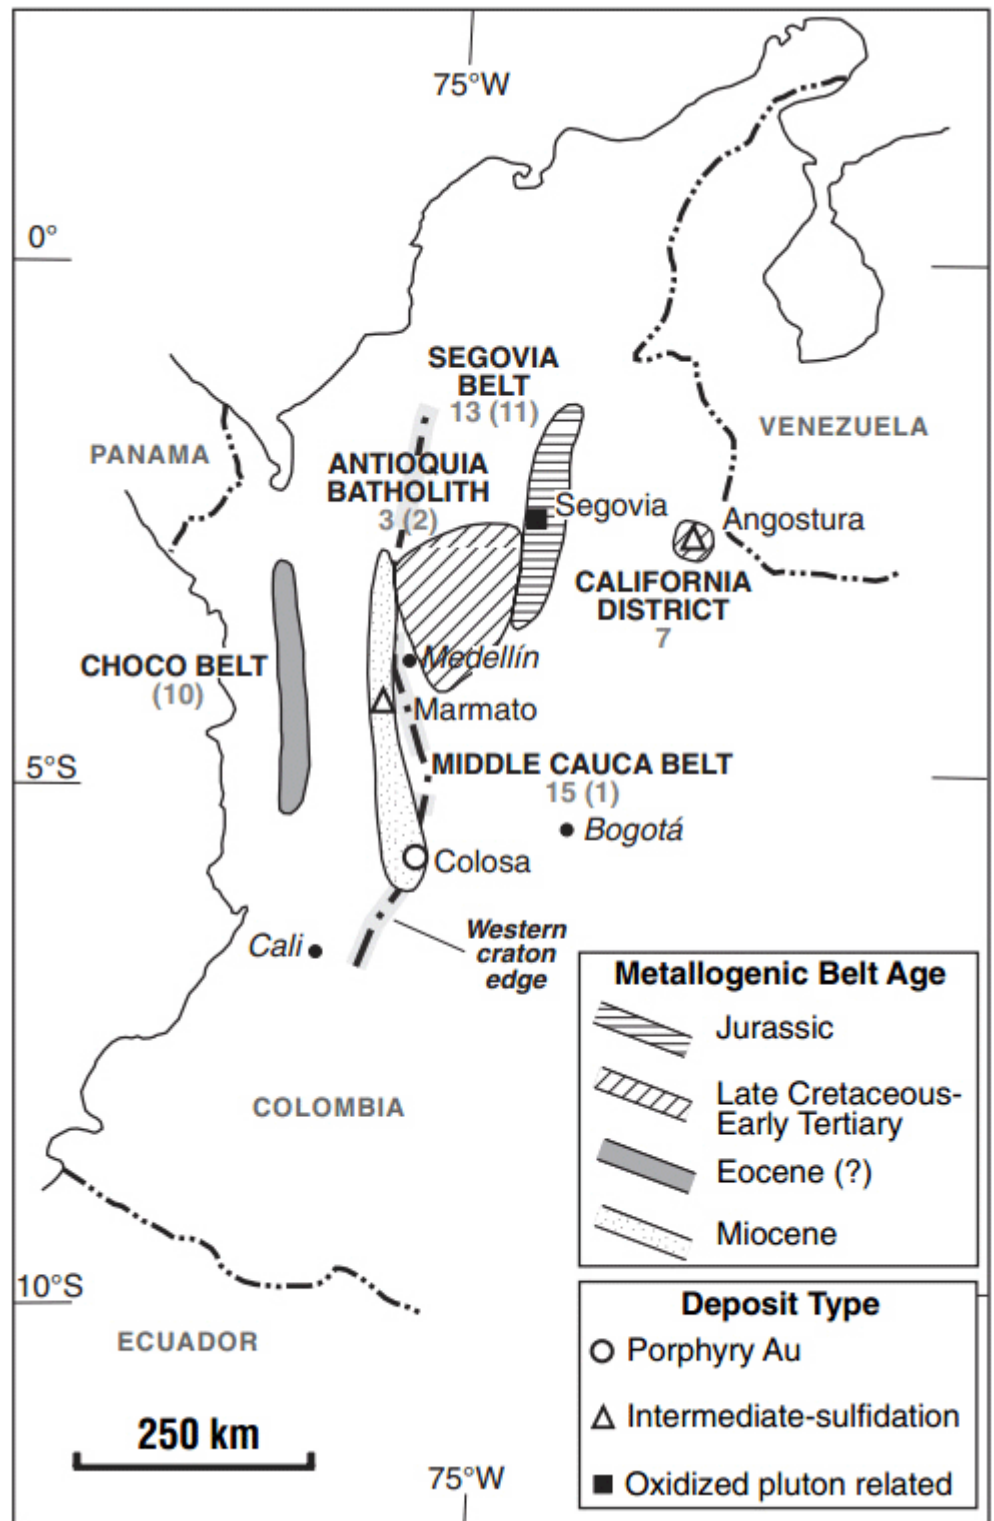 75°W
0°
SEGOVIA
BELT
13 (11)
VENEZUELA
PANAMA
ANTIOQUIA
BATHOLITH
3 (2)
Segovia
Angostura
CALIFORNIA
DISTRICT
7
CHOCO BELT
(10)
Medellín
Marmato
5°S
MIDDLE CAUCA BELT
15 (1)
Bogotá
Colosa
Cali
Western
craton
edge
COLOMBIA
10°S
ECUADOR
250 km
75°W
Metallogenic Belt Age
Jurassic
Late Cretaceous-
Early Tertiary
Eocene (?)
Miocene
Deposit Type
Porphyry Au
Intermediate-sulfidation
Oxidized pluton related